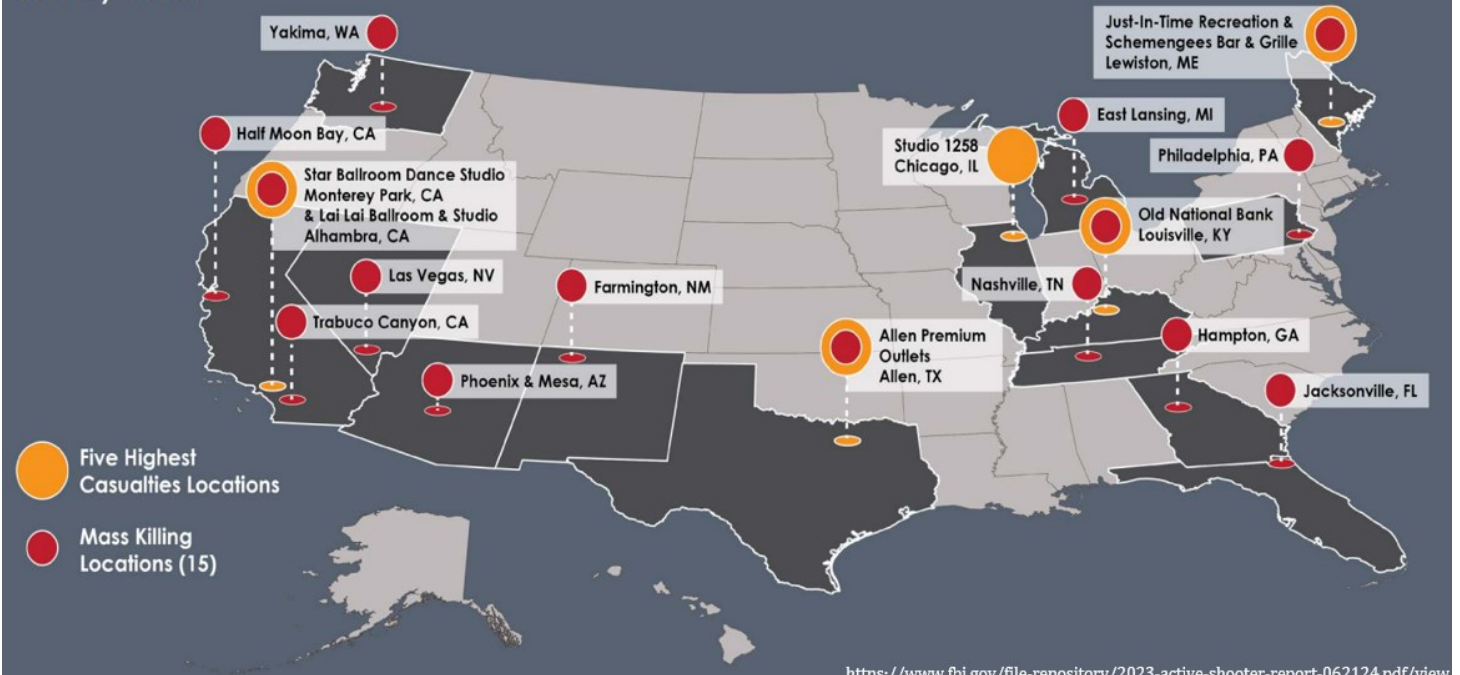 Yakima, WA
Just-In-Time Recreation &
Schemengees Bar & Grille
Lewiston, ME
Half Moon Bay, CA
East Lansing, MI
Studio 1258
Chicago, IL
Philadelphia, PA
Star Ballroom Dance Studio
Monterey Park, CA
& Lai Lai Ballroom & Studio
Alhambra, CA
Old National Bank
Louisville, KY
Las Vegas, NV
Farmington, NM
Nashville, TN
Trabuco Canyon, CA
Allen Premium
Outlets
Allen, TX
Hampton, GA
Phoenix & Mesa, AZ
Jacksonville, FL
Five Highest
Casualties Locations
Mass Killing
Locations (15)
https://www.fbi.gov/file-repository/2023-active-shooter-report-062124.pdf/view